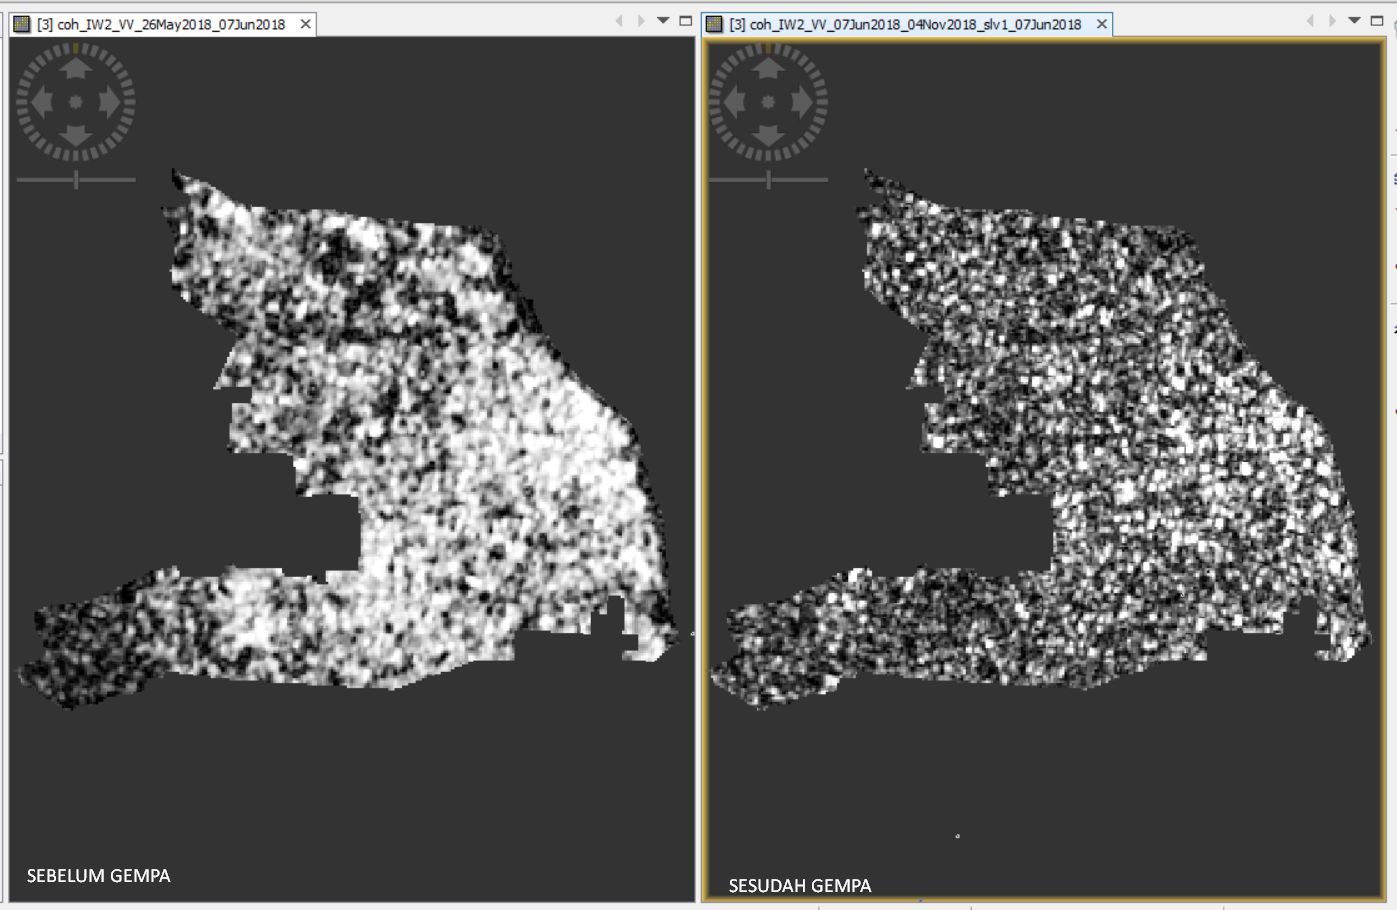 [3] coh_IW2_VV_26May2018_07Jun2018
[3] coh_IW2_VV_07Jun2018_04Nov2018_slv1_07Jun2018
SEBELUM GEMPA
SESUDAH GEMPA